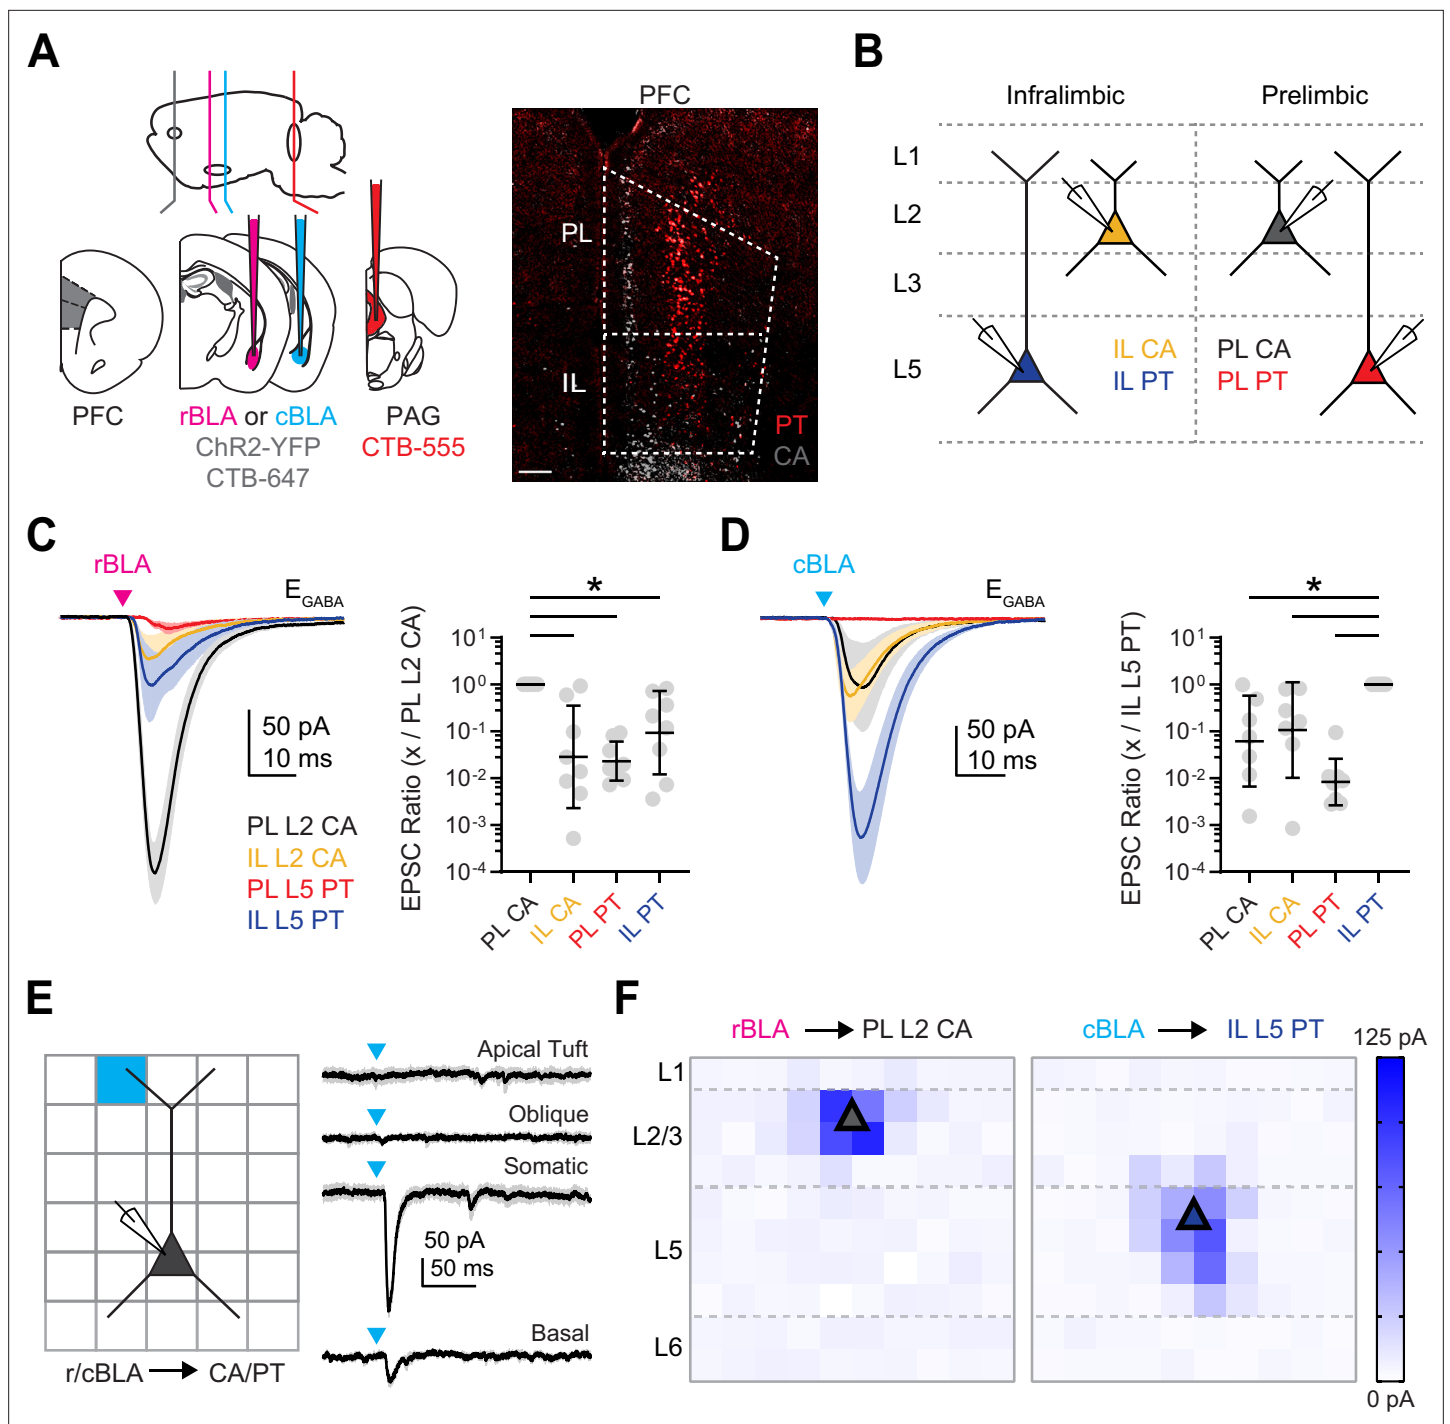 A
PFC
rBLA or cBLA
ChR2-YFP
CTB-647
PAG
CTB-555
PFC
PL
IL
PT
CA
B
Infralimbic
Prelimbic
L1
L2
L3
L5
IL CA
IL PT
PL CA
PL PT
C
rBLA
EGABA
50 pA
10 ms
PL L2 CA
IL L2 CA
PL L5 PT
IL L5 PT
*
EPSC Ratio (x / PL L2 CA)
10¹
10⁰
10⁻¹
10⁻²
10⁻³
10⁻⁴
PL CA
IL CA
PL PT
IL PT
D
cBLA
EGABA
50 pA
10 ms
*
EPSC Ratio (x / IL L5 PT)
10¹
10⁰
10⁻¹
10⁻²
10⁻³
10⁻⁴
PL CA
IL CA
PL PT
IL PT
E
r/cBLA → CA/PT
Apical Tuft
Oblique
Somatic
50 pA
50 ms
Basal
F
rBLA → PL L2 CA
cBLA → IL L5 PT
L1
L2/3
L5
L6
125 pA
0 pA